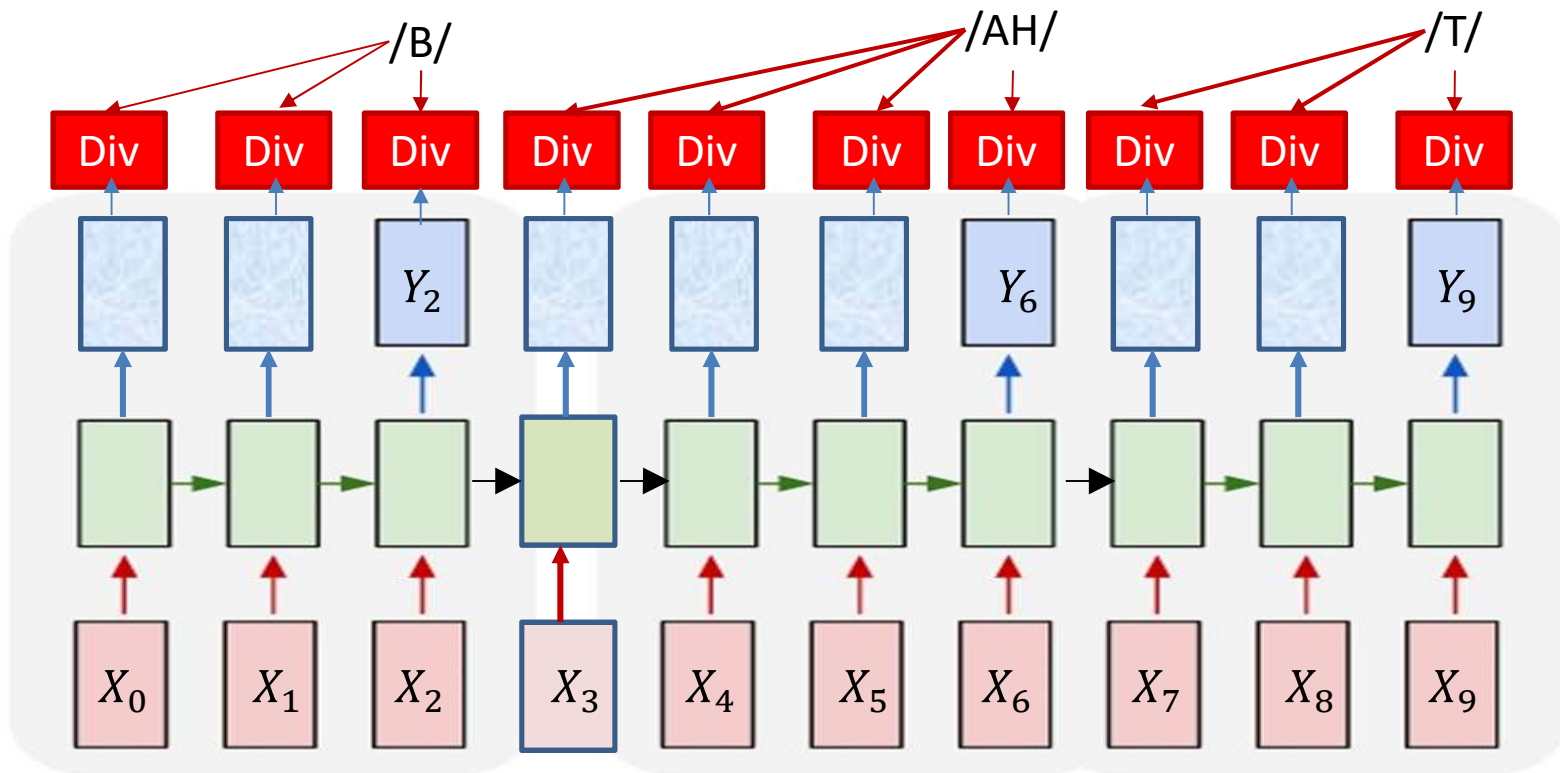 /B/ /AH/ /T/
Div Div Div Div Div Div Div Div Div Div
Y₂ Y₆ Y₉
X₀ X₁ X₂ X₃ X₄ X₅ X₆ X₇ X₈ X₉